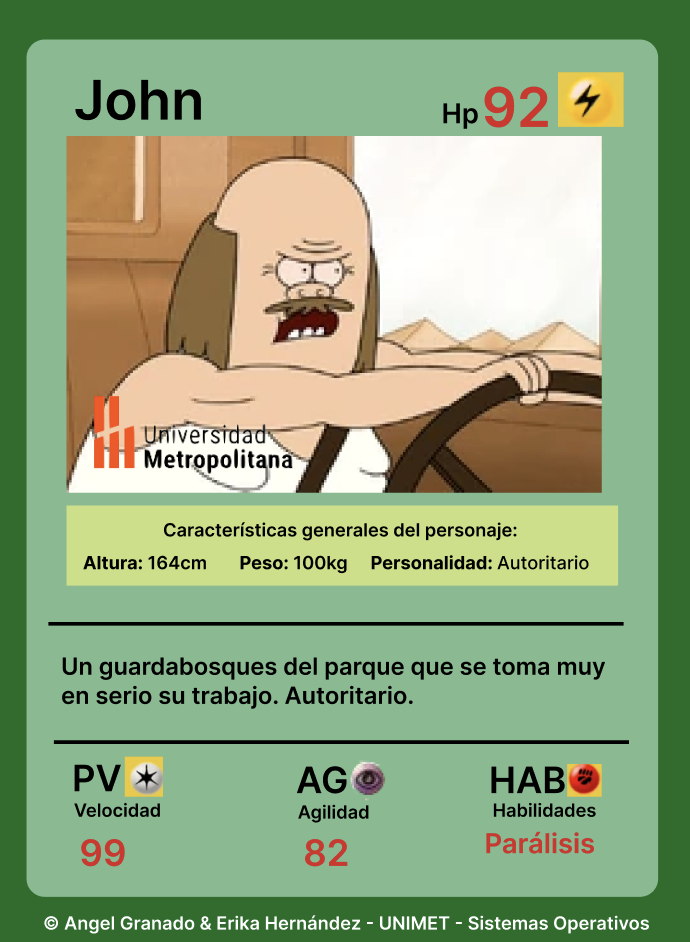 John
Hp 92
Universidad
Metropolitana
Características generales del personaje:
Altura: 164cm Peso: 100kg Personalidad: Autoritario
Un guardabosques del parque que se toma muy
en serio su trabajo. Autoritario.
PV AG HAB
Velocidad Agilidad Habilidades
99 82 Parálisis
© Angel Granado & Erika Hernández - UNIMET - Sistemas Operativos